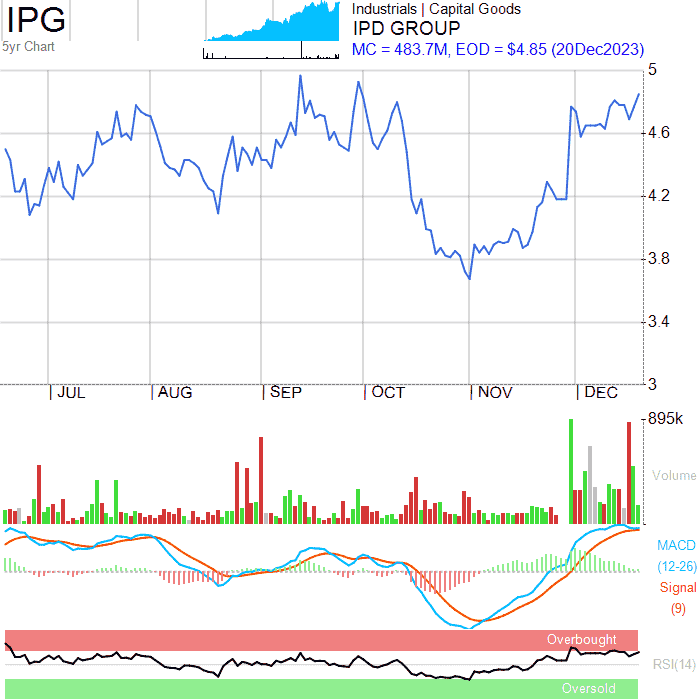 IPG
5yr Chart
Industrials | Capital Goods
IPD GROUP
MC = 483.7M, EOD = $4.85 (20Dec2023)
5
4.6
4.2
3.8
3.4
3
JUL AUG SEP OCT NOV DEC
895k
Volume
MACD
(12-26)
Signal
(9)
Overbought
RSI(14)
Oversold